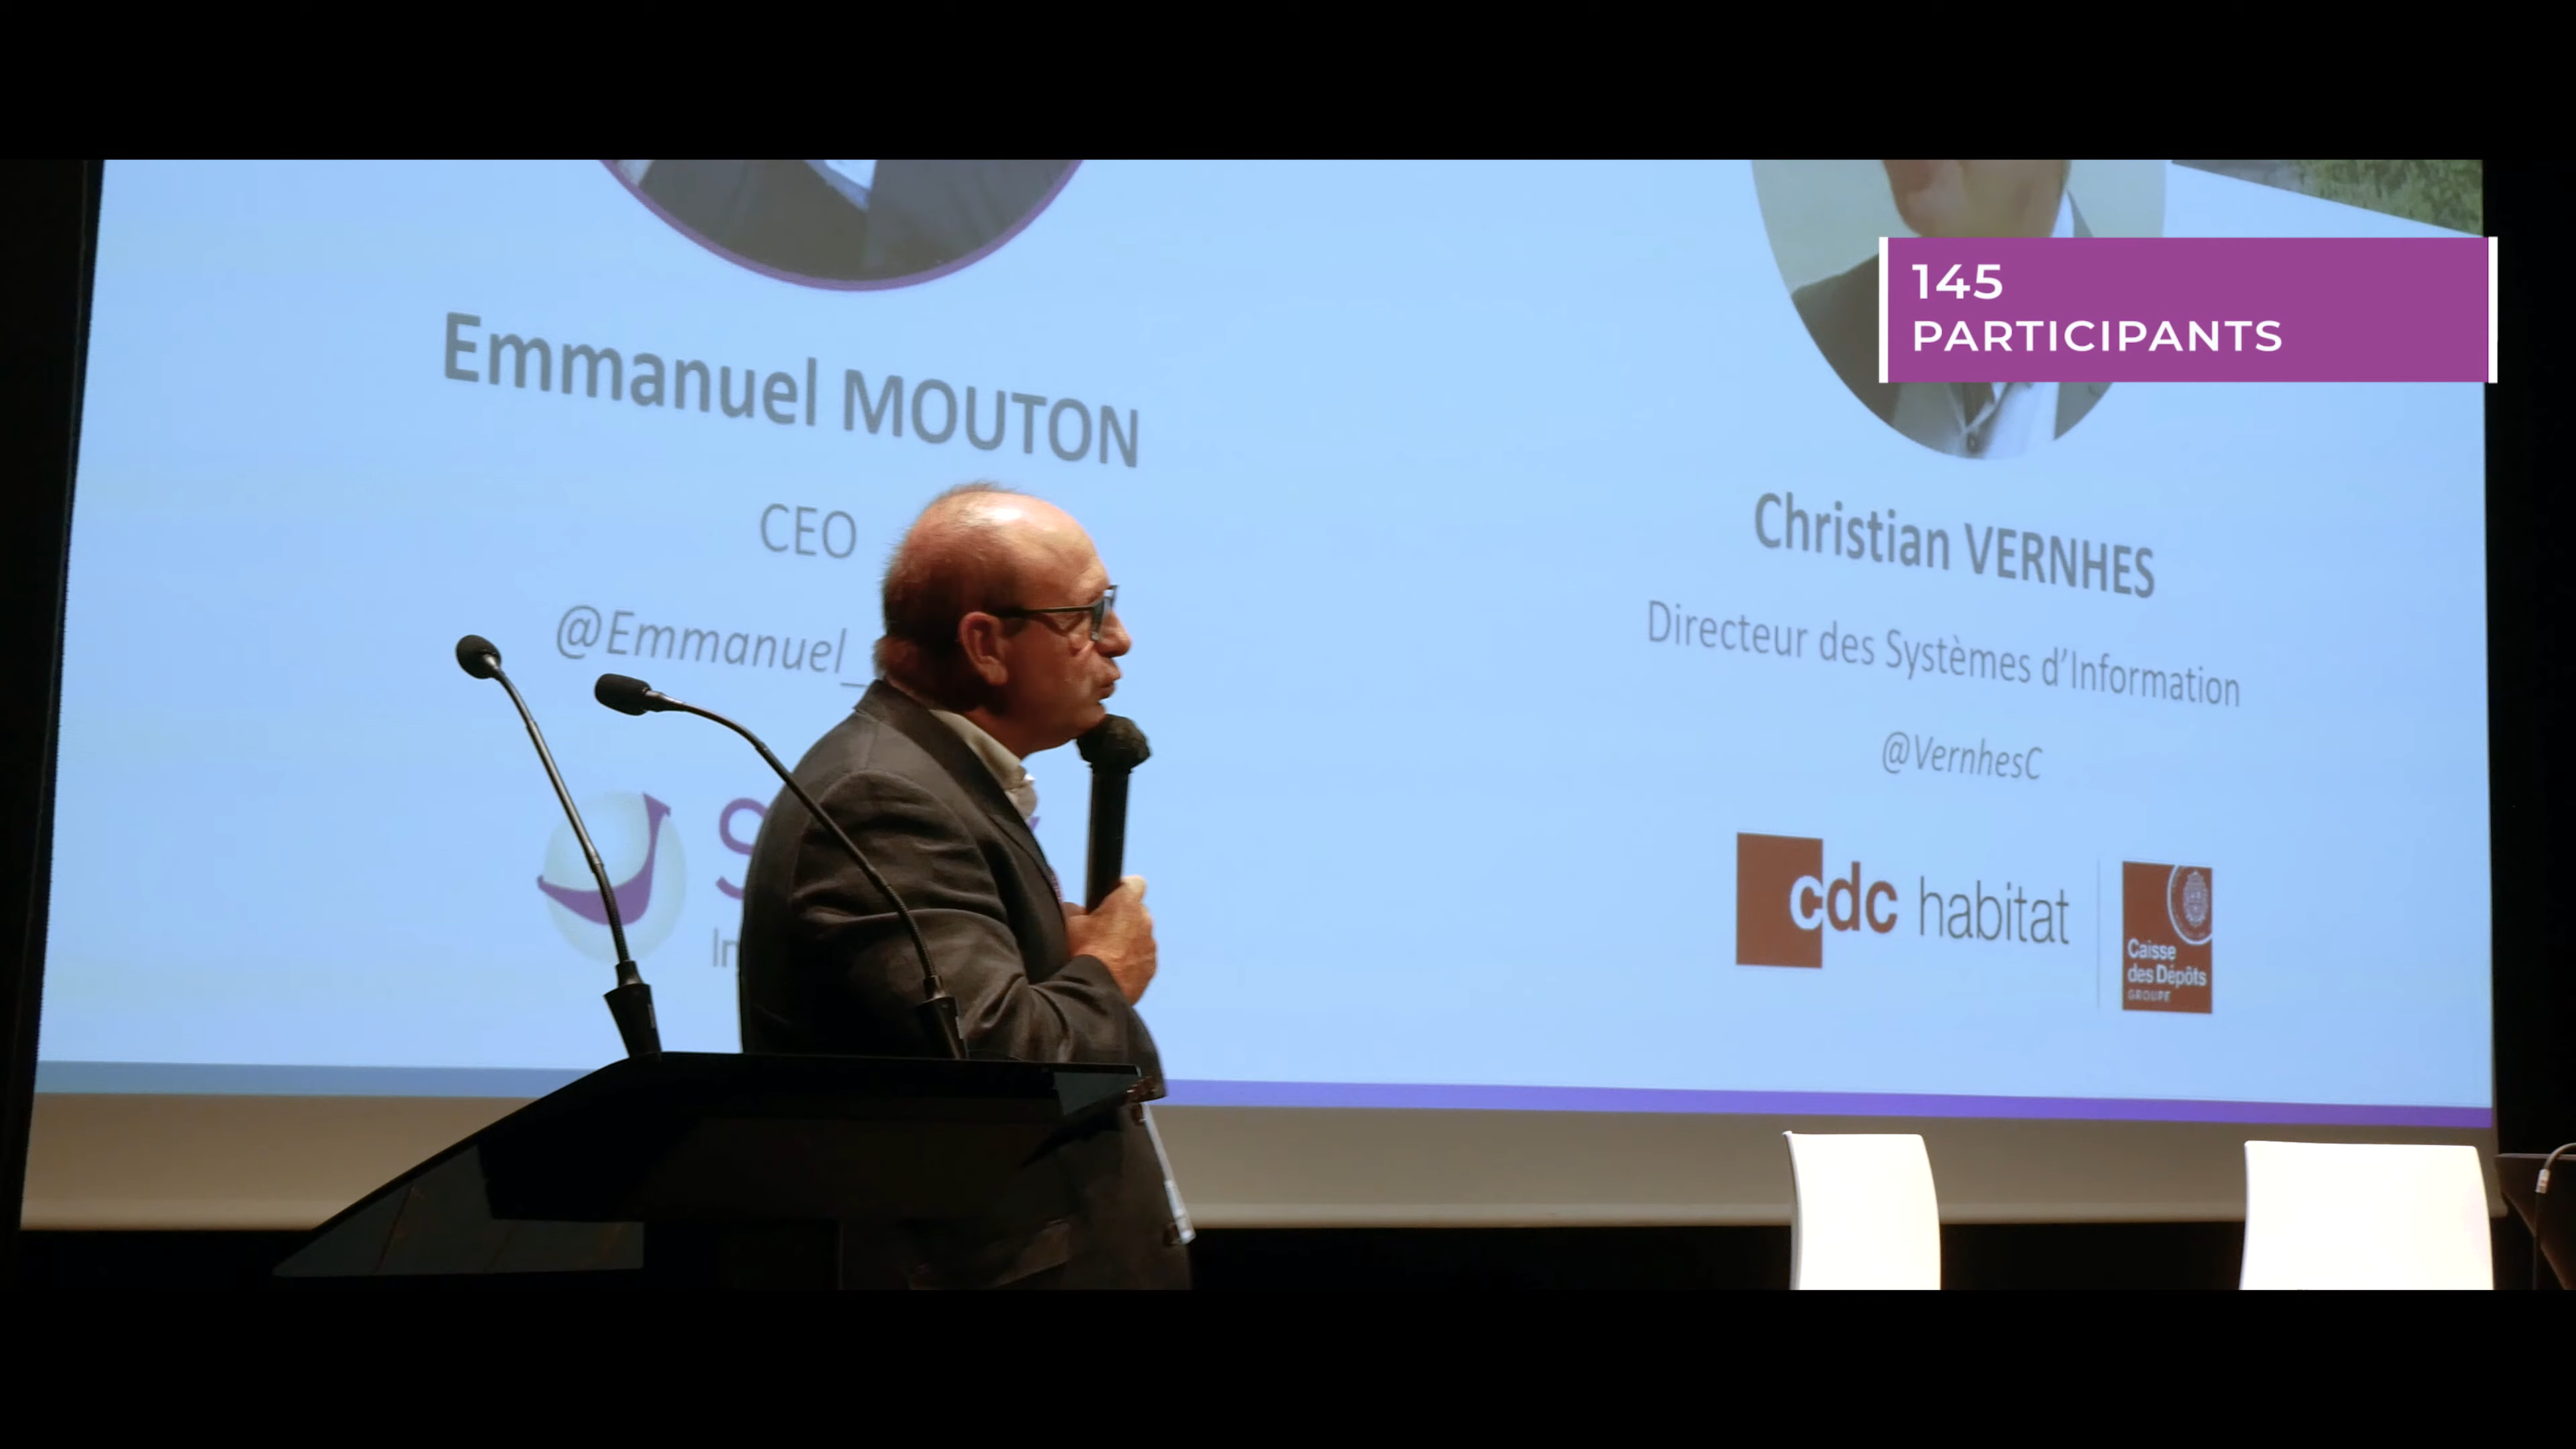 145
PARTICIPANTS
Emmanuel MOUTON
CEO
@Emmanuel_
Christian VERNHES
Directeur des Systèmes d'Information
@VernhesC
cdc habitat
Caisse
des Dépôts
GROUPE